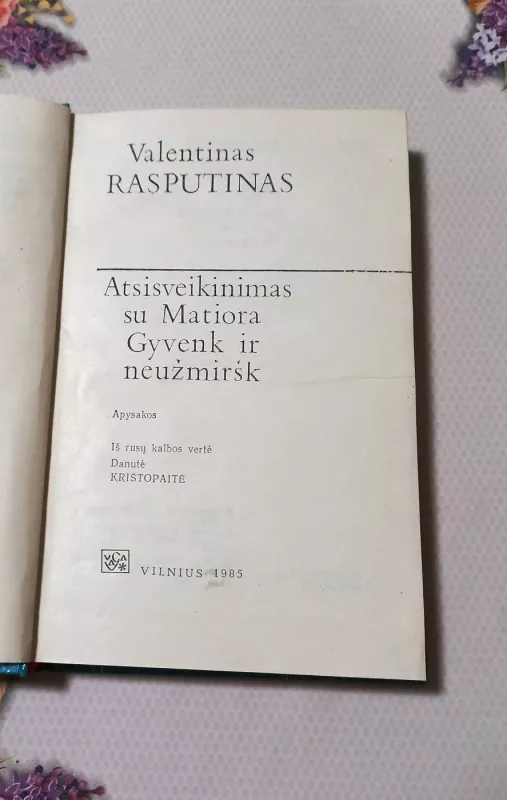 Valentinas
RASPUTINAS
Atsisveikinimas
su Matiora
Gyvenk ir
neužmiršk
Apysakos
Iš rusų kalbos vertė
Danutė
KRISTOPAITĖ
VILNIUS 1985